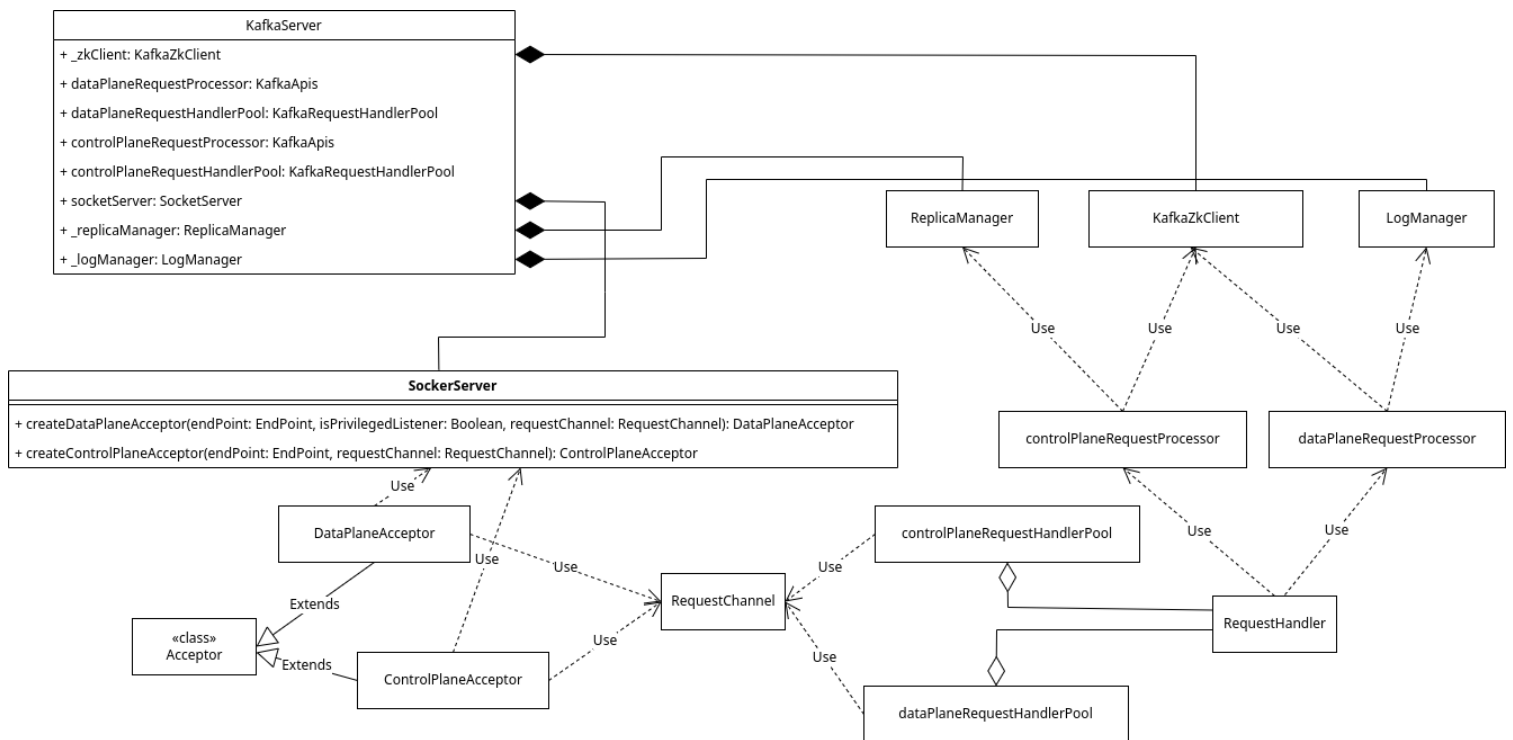 KafkaServer
+ _zkClient: KafkaZkClient
+ dataPlaneRequestProcessor: KafkaApis
+ dataPlaneRequestHandlerPool: KafkaRequestHandlerPool
+ controlPlaneRequestProcessor: KafkaApis
+ controlPlaneRequestHandlerPool: KafkaRequestHandlerPool
+ socketServer: SocketServer
+ _replicaManager: ReplicaManager
+ _logManager: LogManager
ReplicaManager
KafkaZkClient
LogManager
Use
Use
Use
Use
SockerServer
+ createDataPlaneAcceptor(endPoint: EndPoint, isPrivilegedListener: Boolean, requestChannel: RequestChannel): DataPlaneAcceptor
+ createControlPlaneAcceptor(endPoint: EndPoint, requestChannel: RequestChannel): ControlPlaneAcceptor
controlPlaneRequestProcessor
dataPlaneRequestProcessor
Use
DataPlaneAcceptor
Use
Use
controlPlaneRequestHandlerPool
Use
Use
Use
Extends
RequestChannel
RequestHandler
«class»
Acceptor
Extends
Use
Use
ControlPlaneAcceptor
dataPlaneRequestHandlerPool